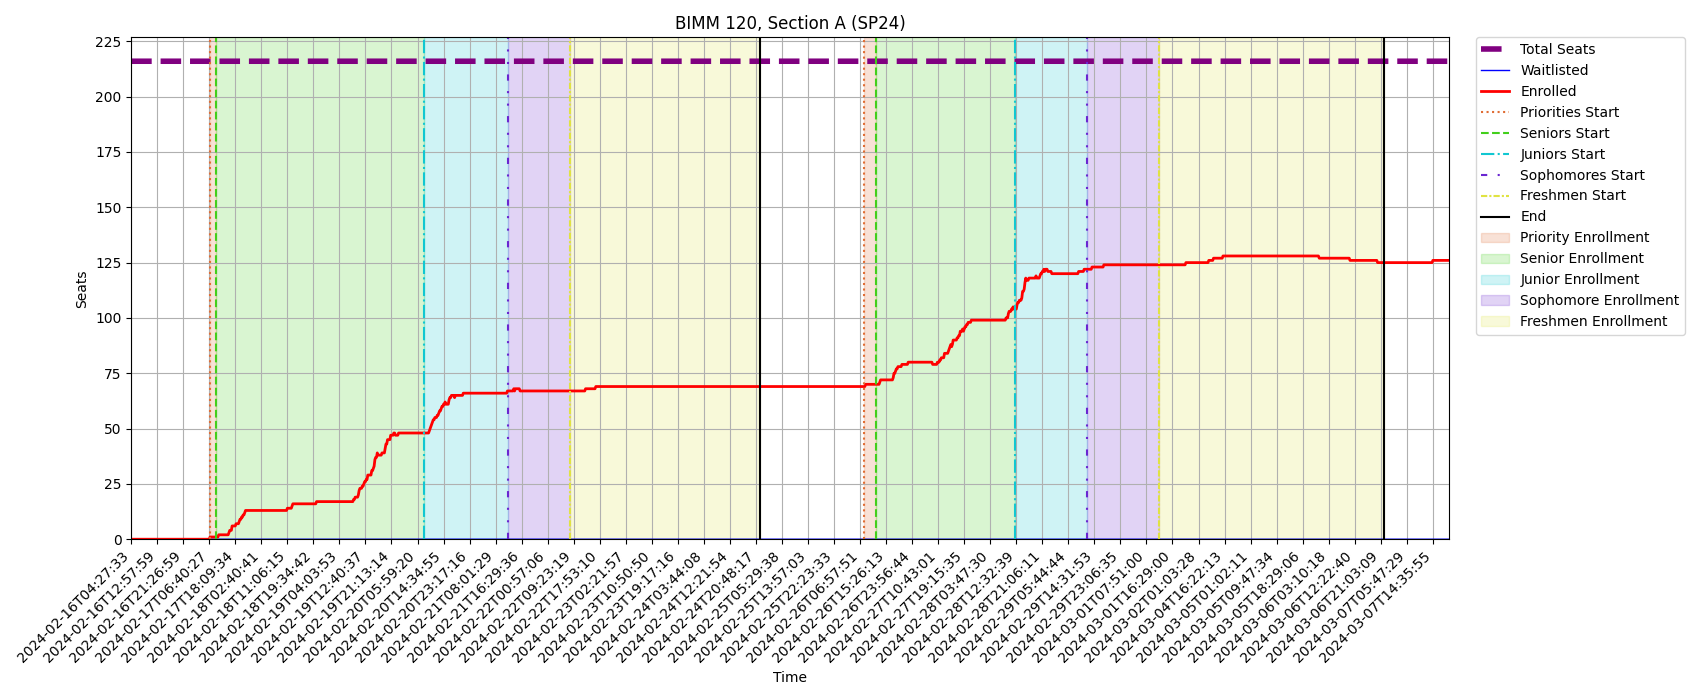 BIMM 120, Section A (SP24)
225
200
175
150
125
100
75
50
25
0
Seats
2024-02-16T04:27:33
2024-02-16T12:57:59
2024-02-16T21:26:59
2024-02-17T06:40:27
2024-02-17T18:09:34
2024-02-18T02:40:41
2024-02-18T11:06:15
2024-02-18T19:34:42
2024-02-19T04:03:53
2024-02-19T12:40:37
2024-02-19T21:13:14
2024-02-20T05:59:20
2024-02-20T14:34:55
2024-02-20T23:17:16
2024-02-21T08:01:29
2024-02-21T16:29:36
2024-02-22T00:57:06
2024-02-22T09:23:19
2024-02-22T17:53:10
2024-02-23T02:21:57
2024-02-23T10:50:50
2024-02-23T19:17:16
2024-02-24T03:44:08
2024-02-24T12:21:54
2024-02-24T20:48:17
2024-02-25T05:29:38
2024-02-25T13:57:03
2024-02-25T22:23:33
2024-02-26T06:57:51
2024-02-26T15:26:13
2024-02-26T23:56:44
2024-02-27T10:43:01
2024-02-27T19:15:35
2024-02-28T03:47:30
2024-02-28T12:32:39
2024-02-28T21:06:11
2024-02-29T05:44:44
2024-02-29T14:31:53
2024-02-29T23:06:35
2024-03-01T07:51:00
2024-03-01T16:29:00
2024-03-02T01:03:28
2024-03-04T16:22:13
2024-03-05T01:02:11
2024-03-05T09:47:34
2024-03-05T18:29:06
2024-03-06T03:10:18
2024-03-06T12:22:40
2024-03-06T21:03:09
2024-03-07T05:47:29
2024-03-07T14:35:55
Time
Total Seats
Waitlisted
Enrolled
Priorities Start
Seniors Start
Juniors Start
Sophomores Start
Freshmen Start
End
Priority Enrollment
Senior Enrollment
Junior Enrollment
Sophomore Enrollment
Freshmen Enrollment